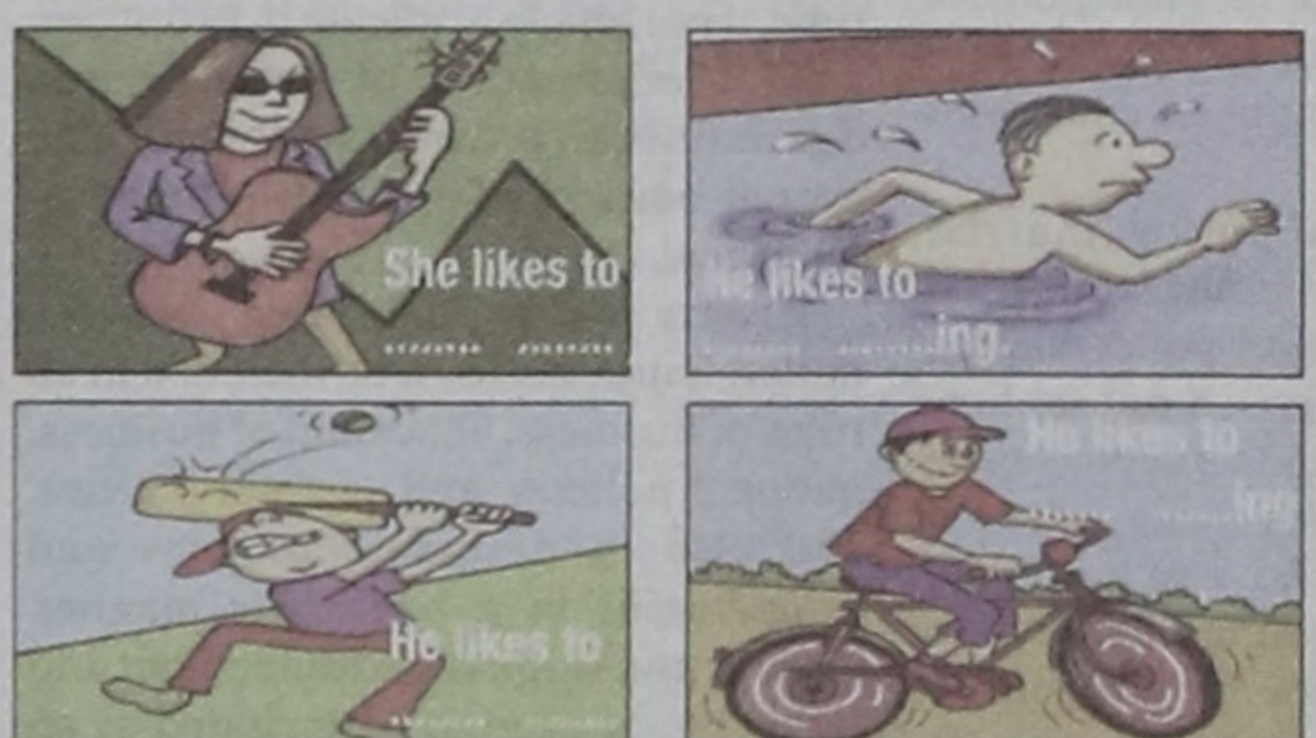 She likes to
........ ........
He likes to
........ ........ing.
He likes to
........ ........
He likes to
........ ........ing